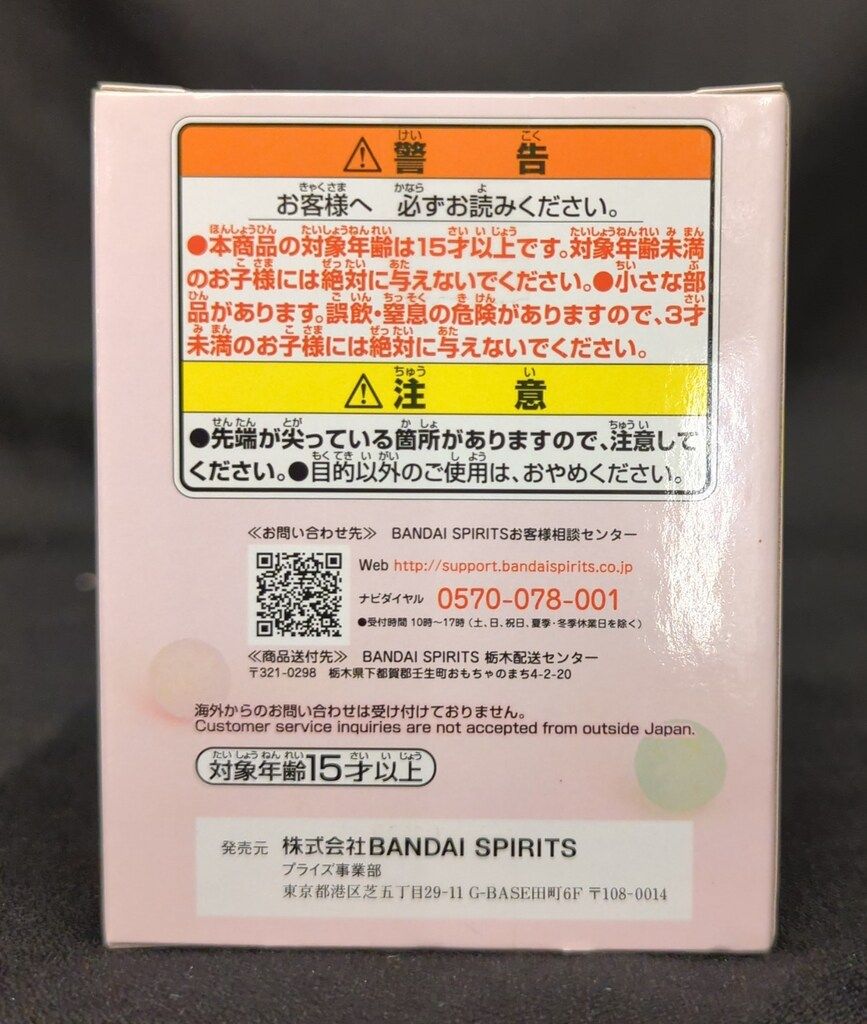 ⚠警告
お客様へ 必ずお読みください。
●本商品の対象年齢は15才以上です。対象年齢未満
のお子様には絶対に与えないでください。●小さな部
品があります。誤飲・窒息の危険がありますので、3才
未満のお子様には絶対に与えないでください。
⚠注意
●先端が尖っている箇所がありますので、注意して
ください。●目的以外のご使用は、おやめください。
≪お問い合わせ先≫ BANDAI SPIRITSお客様相談センター
Web http://support.bandaispirits.co.jp
ナビダイヤル 0570-078-001
●受付時間 10時〜17時(土、日、祝日、夏季・冬季休業日を除く)
≪商品送付先≫ BANDAI SPIRITS 栃木配送センター
〒321-0298 栃木県下都賀郡壬生町おもちゃのまち4-2-20
海外からのお問い合わせは受け付けておりません。
Customer service inquiries are not accepted from outside Japan.
対象年齢15才以上
発売元 株式会社BANDAI SPIRITS
プライズ事業部
東京都港区芝五丁目29-11 G-BASE田町6F 〒108-0014